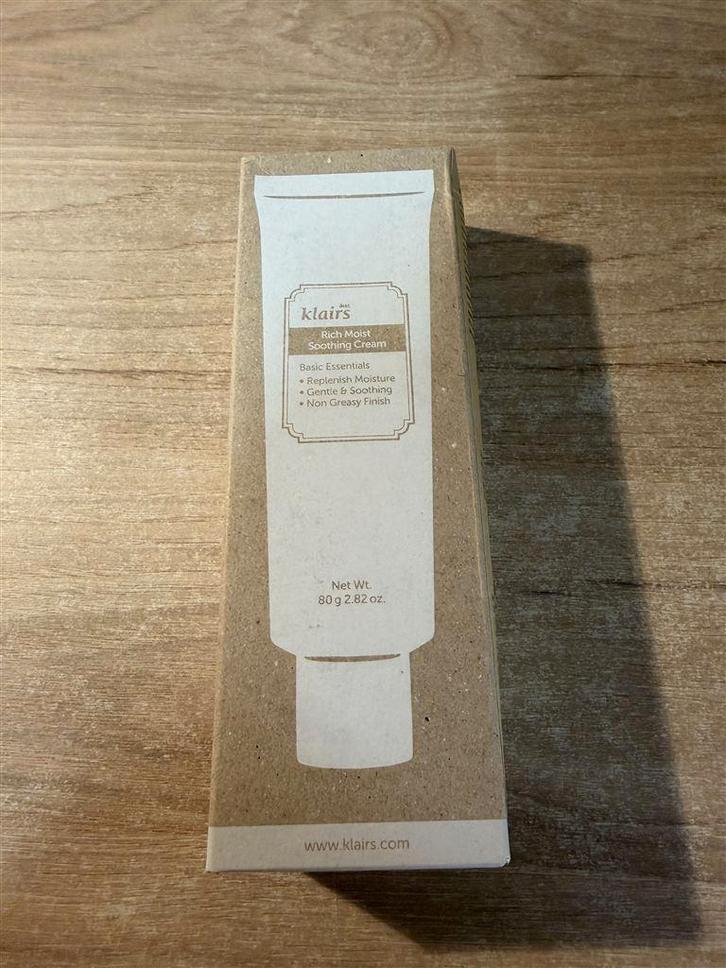 klairs
Rich Moist
Soothing Cream
Basic Essentials
• Replenish Moisture
• Gentle & Soothing
• Non Greasy Finish
Net Wt.
80 g 2.82 oz.
www.klairs.com